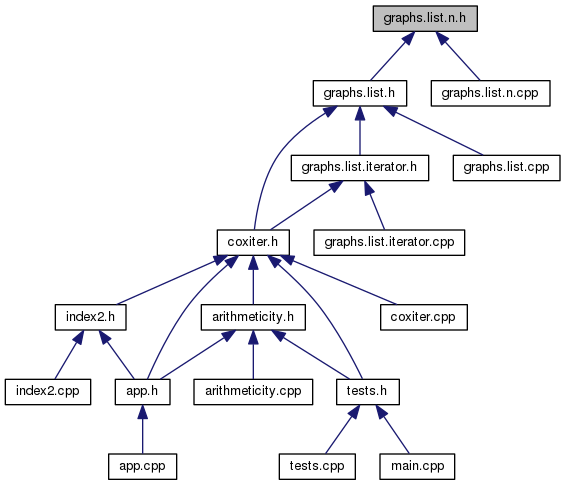 graphs.list.n.h
graphs.list.h
graphs.list.n.cpp
graphs.list.iterator.h
graphs.list.cpp
coxiter.h
graphs.list.iterator.cpp
index2.h
arithmeticity.h
coxiter.cpp
index2.cpp
app.h
arithmeticity.cpp
tests.h
app.cpp
tests.cpp
main.cpp